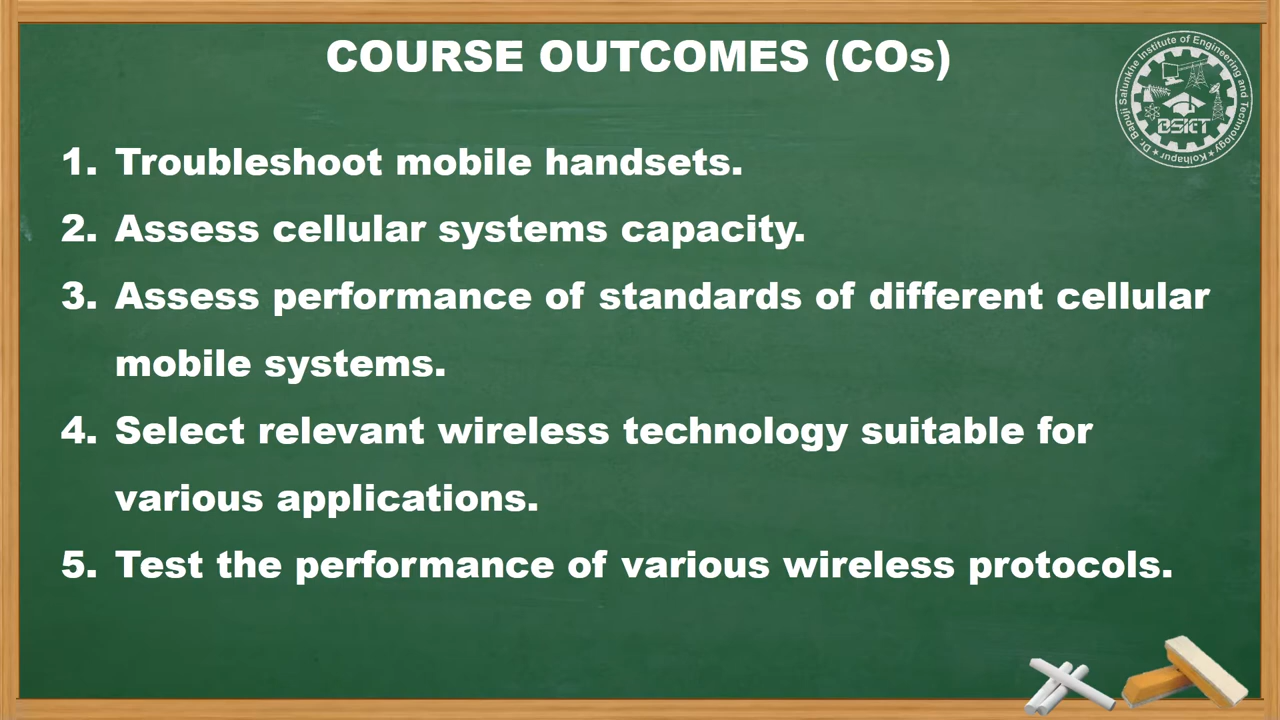 COURSE OUTCOMES (COs)
Dr Bapuji Salunkhe Institute of Engineering and Technology ★ Kolhapur ★
BSIET
1. Troubleshoot mobile handsets.
2. Assess cellular systems capacity.
3. Assess performance of standards of different cellular
mobile systems.
4. Select relevant wireless technology suitable for
various applications.
5. Test the performance of various wireless protocols.